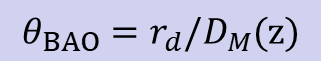 θ_BAO = r_d/D_M(z)